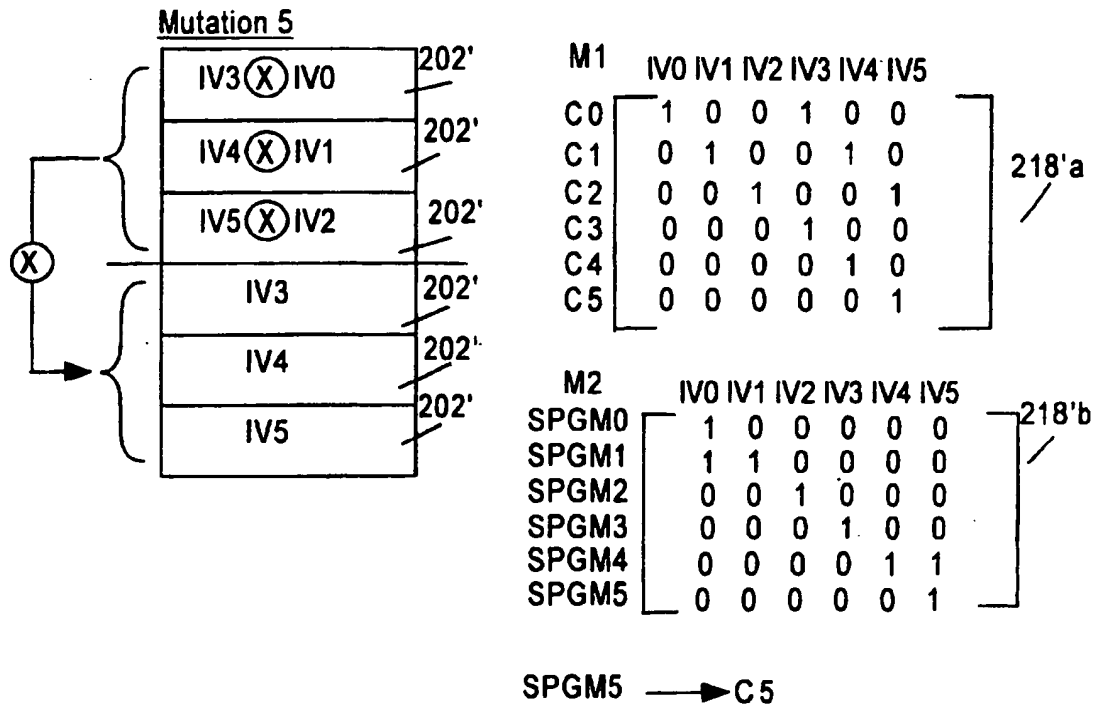 Mutation 5
IV3 X IV0 202'
IV4 X IV1 202'
IV5 X IV2 202'
X
IV3 202'
IV4 202'
IV5 202'
M1 IV0 IV1 IV2 IV3 IV4 IV5
C0 1 0 0 1 0 0
C1 0 1 0 0 1 0
C2 0 0 1 0 0 1
C3 0 0 0 1 0 0
C4 0 0 0 0 1 0
C5 0 0 0 0 0 1
218'a
M2 IV0 IV1 IV2 IV3 IV4 IV5
SPGM0 1 0 0 0 0 0
SPGM1 1 1 0 0 0 0
SPGM2 0 0 1 0 0 0
SPGM3 0 0 0 1 0 0
SPGM4 0 0 0 0 1 1
SPGM5 0 0 0 0 0 1
218'b
SPGM5 → C5